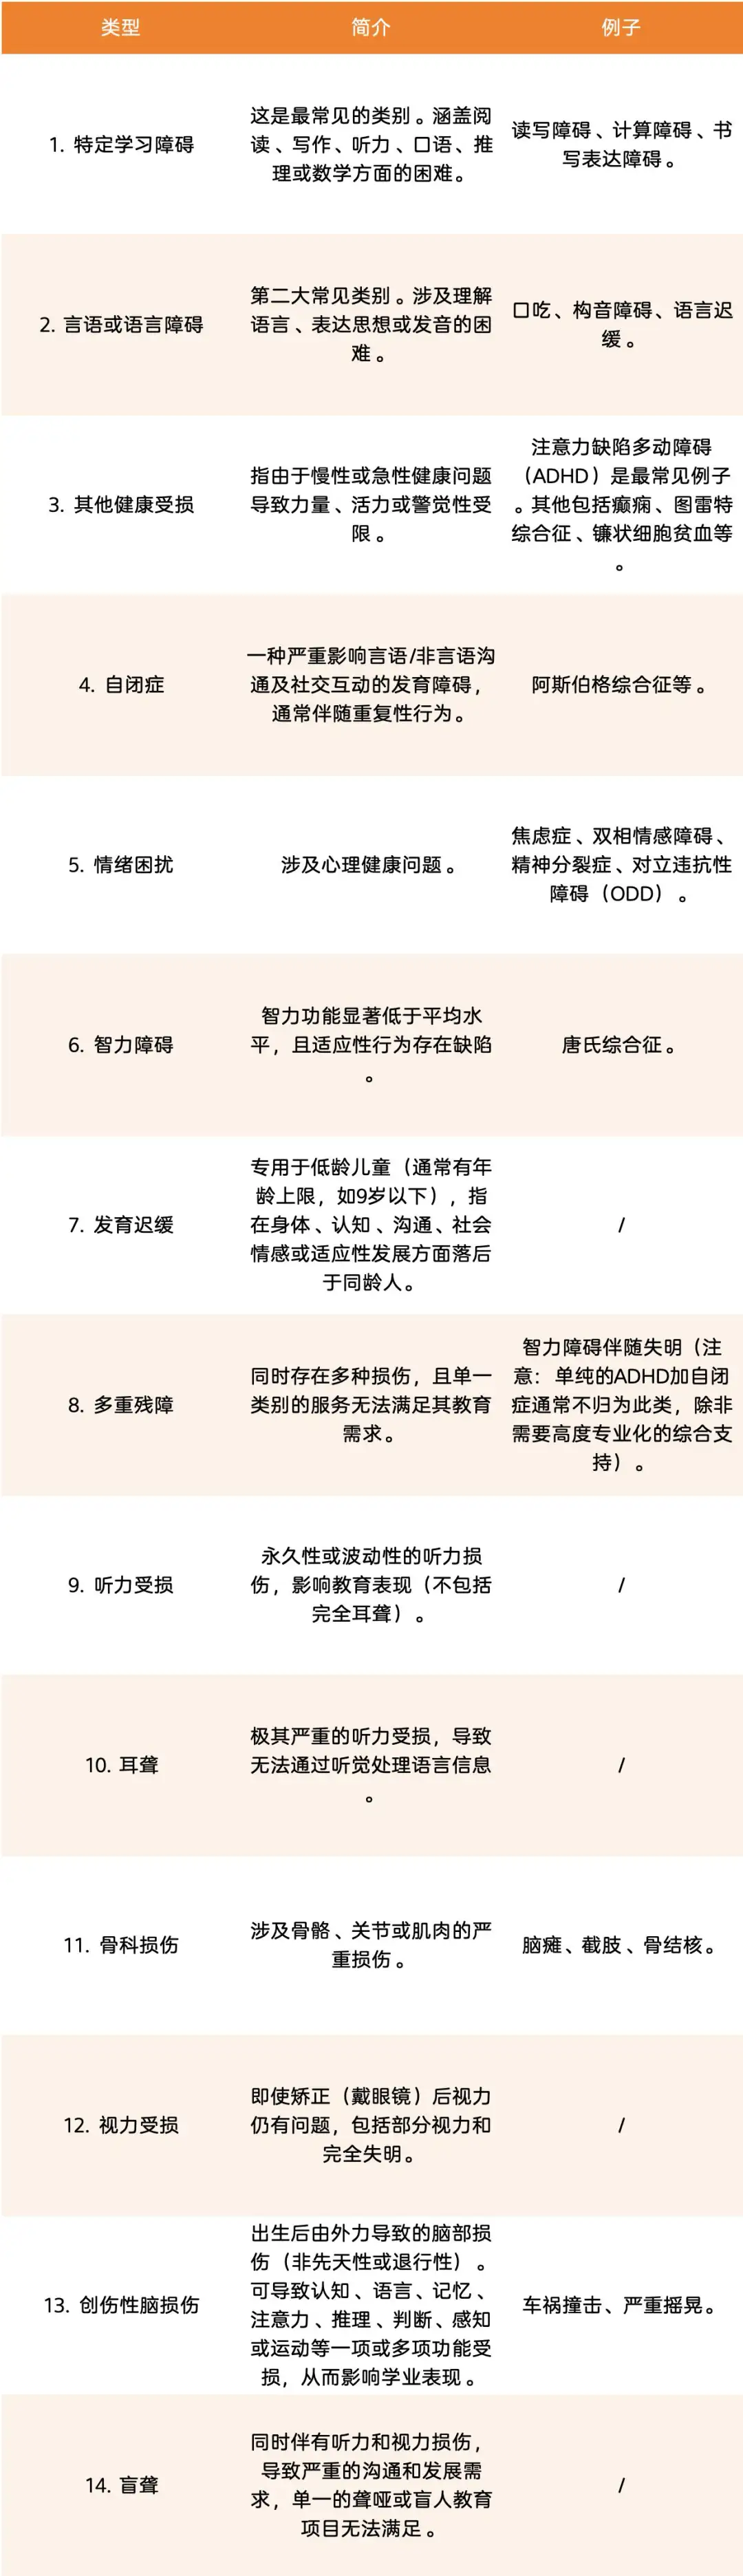 类型 简介 例子
1. 特定学习障碍
这是最常见的类别。涵盖阅
读、写作、听力、口语、推
理或数学方面的困难。
读写障碍、计算障碍、书
写表达障碍。
2. 言语或语言障碍
第二大常见类别。涉及理解
语言、表达思想或发音的困
难。
口吃、构音障碍、语言迟
缓。
3. 其他健康受损
指由于慢性或急性健康问题
导致力量、活力或警觉性受
限。
注意力缺陷多动障碍
（ADHD）是最常见例子
。其他包括癫痫、图雷特
综合征、镰状细胞贫血等
。
4. 自闭症
一种严重影响言语/非言语沟
通及社交互动的发育障碍，
通常伴随重复性行为。
阿斯伯格综合征等。
5. 情绪困扰
涉及心理健康问题。
焦虑症、双相情感障碍、
精神分裂症、对立违抗性
障碍（ODD）。
6. 智力障碍
智力功能显著低于平均水
平，且适应性行为存在缺陷
。
唐氏综合征。
7. 发育迟缓
专用于低龄儿童（通常有年
龄上限，如9岁以下），指
在身体、认知、沟通、社会
情感或适应性发展方面落后
于同龄人。
/
8. 多重残障
同时存在多种损伤，且单一
类别的服务无法满足其教育
需求。
智力障碍伴随失明（注
意：单纯的ADHD加自闭
症通常不归为此类，除非
需要高度专业化的综合支
持）。
9. 听力受损
永久性或波动性的听力损
伤，影响教育表现（不包括
完全耳聋）。
/
10. 耳聋
极其严重的听力受损，导致
无法通过听觉处理语言信息
。
/
11. 骨科损伤
涉及骨骼、关节或肌肉的严
重损伤。
脑瘫、截肢、骨结核。
12. 视力受损
即使矫正（戴眼镜）后视力
仍有问题，包括部分视力和
完全失明。
/
13. 创伤性脑损伤
出生后由外力导致的脑部损
伤（非先天性或退行性）。
可导致认知、语言、记忆、
注意力、推理、判断、感知
或运动等一项或多项功能受
损，从而影响学业表现。
车祸撞击、严重摇晃。
14. 盲聋
同时伴有听力和视力损伤，
导致严重的沟通和发展需
求，单一的聋哑或盲人教育
项目无法满足。
/